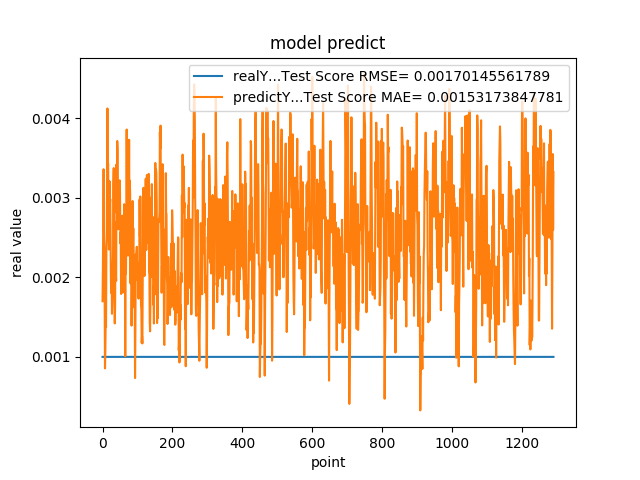 model predict
realY...Test Score RMSE= 0.00170145561789
predictY...Test Score MAE= 0.00153173847781
0.004
0.003
0.002
0.001
real value
0 200 400 600 800 1000 1200
point